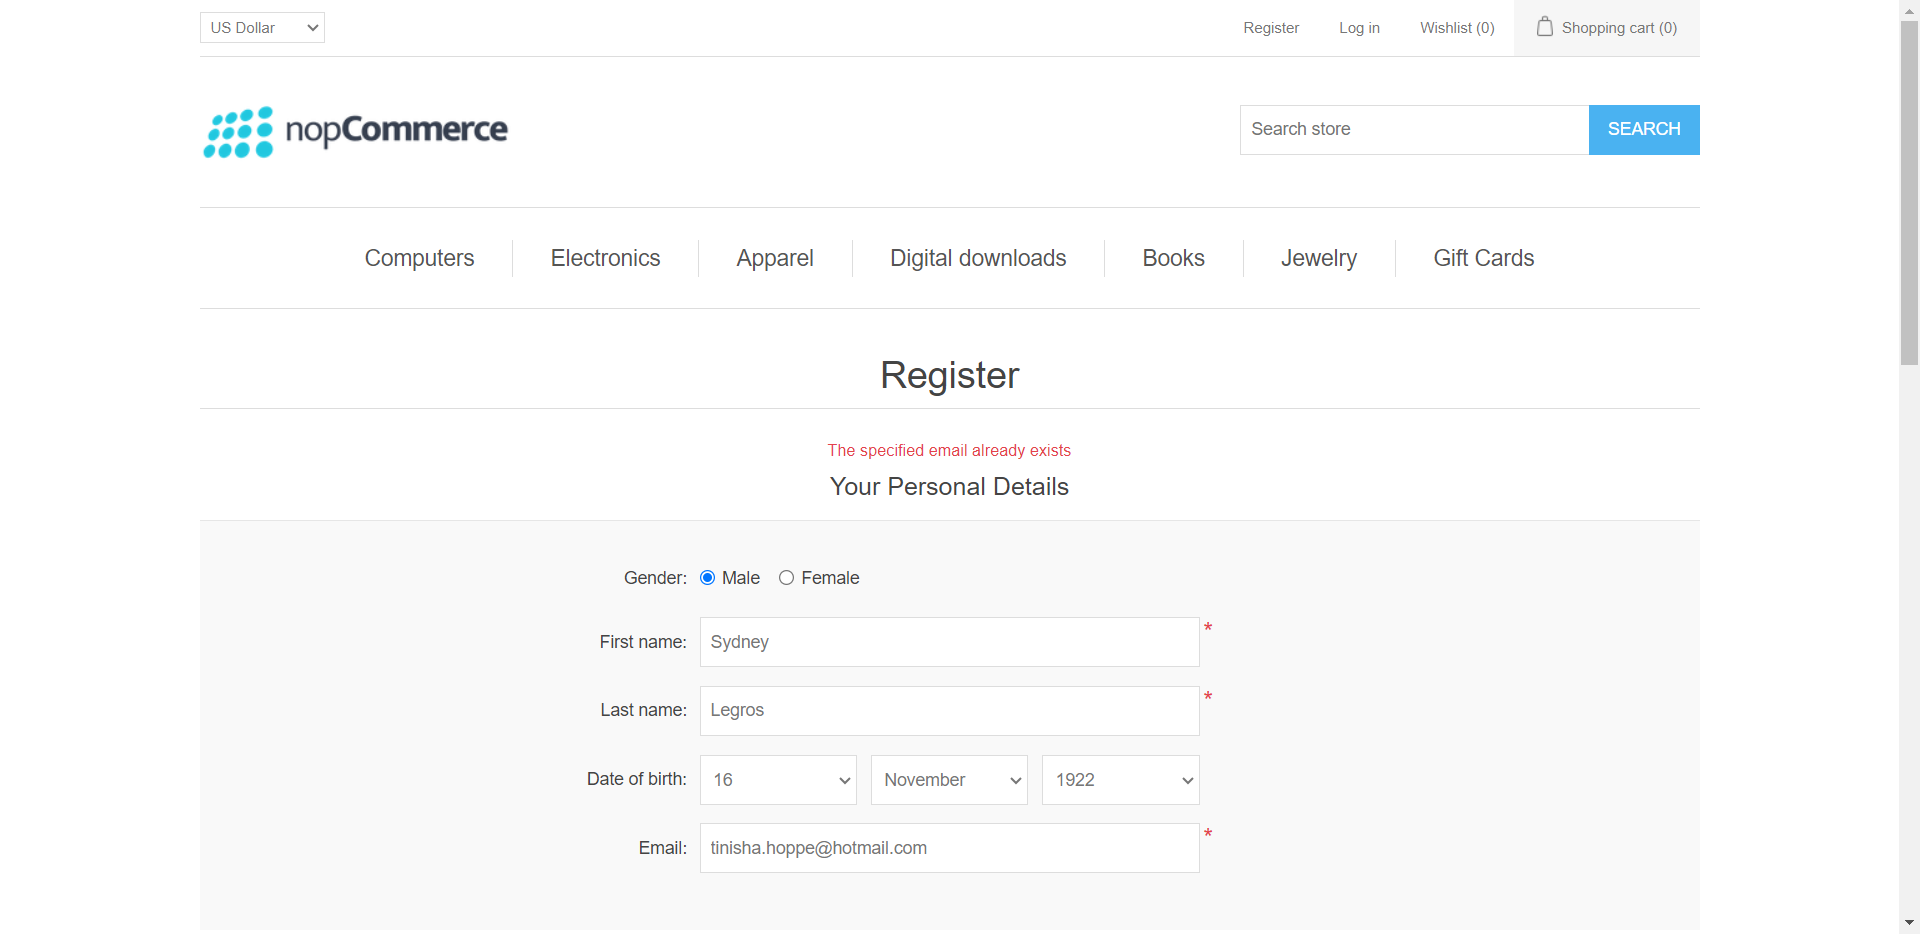 US Dollar
Register
Log in
Wishlist (0)
Shopping cart (0)
nopCommerce
Search store
SEARCH
Computers
Electronics
Apparel
Digital downloads
Books
Jewelry
Gift Cards
Register
The specified email already exists
Your Personal Details
Gender: Male Female
First name: Sydney *
Last name: Legros *
Date of birth: 16 November 1922
Email: tinisha.hoppe@hotmail.com *